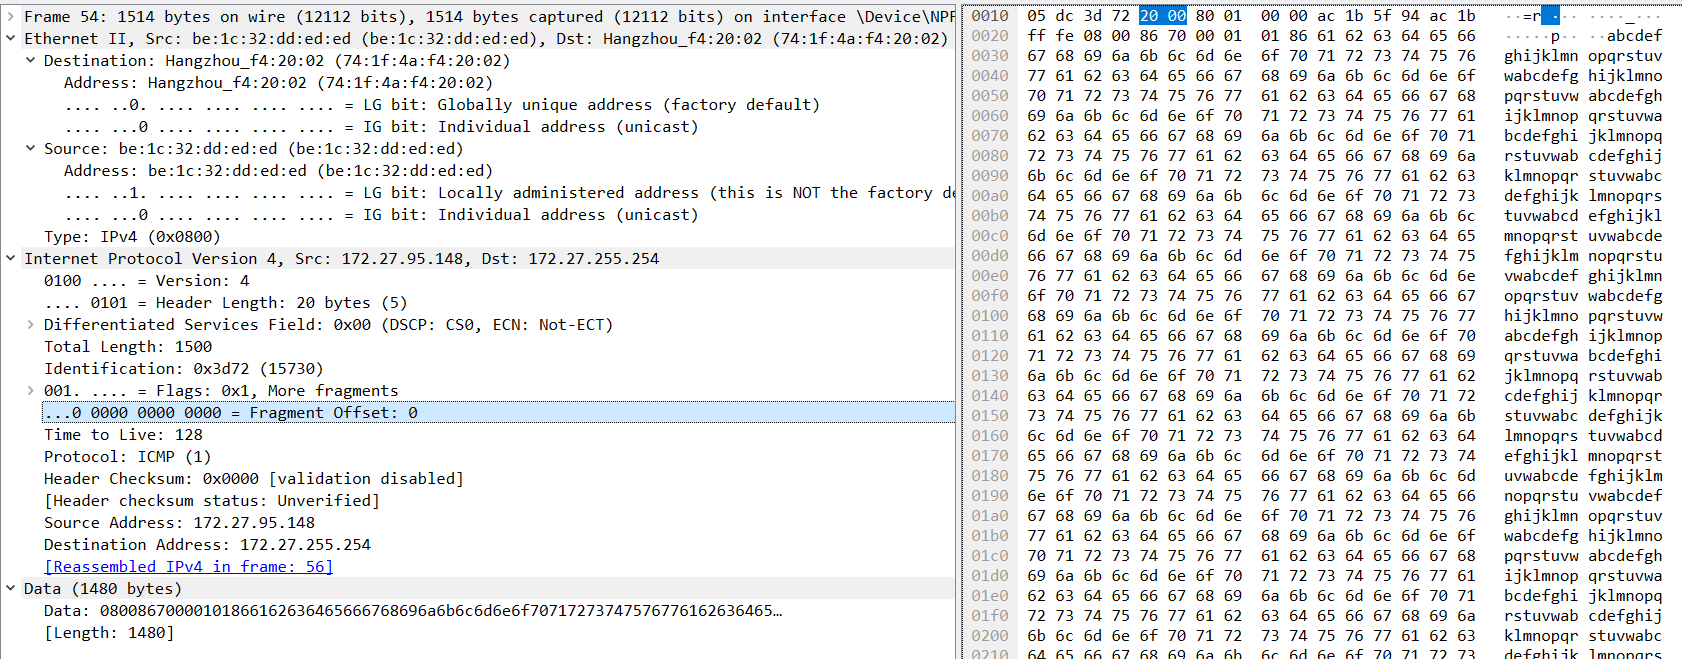 Frame 54: 1514 bytes on wire (12112 bits), 1514 bytes captured (12112 bits) on interface \Device\NPF
Ethernet II, Src: be:1c:32:dd:ed:ed (be:1c:32:dd:ed:ed), Dst: Hangzhou_f4:20:02 (74:1f:4a:f4:20:02)
Destination: Hangzhou_f4:20:02 (74:1f:4a:f4:20:02)
Address: Hangzhou_f4:20:02 (74:1f:4a:f4:20:02)
.... ..0. .... .... .... .... = LG bit: Globally unique address (factory default)
.... ...0 .... .... .... .... = IG bit: Individual address (unicast)
Source: be:1c:32:dd:ed:ed (be:1c:32:dd:ed:ed)
Address: be:1c:32:dd:ed:ed (be:1c:32:dd:ed:ed)
.... ..1. .... .... .... .... = LG bit: Locally administered address (this is NOT the factory de
.... ...0 .... .... .... .... = IG bit: Individual address (unicast)
Type: IPv4 (0x0800)
Internet Protocol Version 4, Src: 172.27.95.148, Dst: 172.27.255.254
0100 .... = Version: 4
.... 0101 = Header Length: 20 bytes (5)
Differentiated Services Field: 0x00 (DSCP: CS0, ECN: Not-ECT)
Total Length: 1500
Identification: 0x3d72 (15730)
001. .... = Flags: 0x1, More fragments
...0 0000 0000 0000 = Fragment Offset: 0
Time to Live: 128
Protocol: ICMP (1)
Header Checksum: 0x0000 [validation disabled]
[Header checksum status: Unverified]
Source Address: 172.27.95.148
Destination Address: 172.27.255.254
[Reassembled IPv4 in frame: 56]
Data (1480 bytes)
Data: 08008670000101866162636465666768696a6b6c6d6e6f7071727374757677616263646​5…
[Length: 1480]
0010 05 dc 3d 72 20 00 80 01 00 00 ac 1b 5f 94 ac 1b ··=r ·· ·· ····_···
0020 ff fe 08 00 86 70 00 01 01 86 61 62 63 64 65 66 ·····p·· ··abcdef
0030 67 68 69 6a 6b 6c 6d 6e 6f 70 71 72 73 74 75 76 ghijklmn opqrstuv
0040 77 61 62 63 64 65 66 67 68 69 6a 6b 6c 6d 6e 6f wabcdefg hijklmno
0050 70 71 72 73 74 75 76 77 61 62 63 64 65 66 67 68 pqrstuvw abcdefgh
0060 69 6a 6b 6c 6d 6e 6f 70 71 72 73 74 75 76 77 61 ijklmnop qrstuvwa
0070 62 63 64 65 66 67 68 69 6a 6b 6c 6d 6e 6f 70 71 bcdefghi jklmnopq
0080 72 73 74 75 76 77 61 62 63 64 65 66 67 68 69 6a rstuvwab cdefghij
0090 6b 6c 6d 6e 6f 70 71 72 73 74 75 76 77 61 62 63 klmnopqr stuvwabc
00a0 64 65 66 67 68 69 6a 6b 6c 6d 6e 6f 70 71 72 73 defghijk lmnopqrs
00b0 74 75 76 77 61 62 63 64 65 66 67 68 69 6a 6b 6c tuvwabcd efghijkl
00c0 6d 6e 6f 70 71 72 73 74 75 76 77 61 62 63 64 65 mnopqrst uvwabcde
00d0 66 67 68 69 6a 6b 6c 6d 6e 6f 70 71 72 73 74 75 fghijklm nopqrstu
00e0 76 77 61 62 63 64 65 66 67 68 69 6a 6b 6c 6d 6e vwabcdef ghijklmn
00f0 6f 70 71 72 73 74 75 76 77 61 62 63 64 65 66 67 opqrstuv wabcdefg
0100 68 69 6a 6b 6c 6d 6e 6f 70 71 72 73 74 75 76 77 hijklmno pqrstuvw
0110 61 62 63 64 65 66 67 68 69 6a 6b 6c 6d 6e 6f 70 abcdefgh ijklmnop
0120 71 72 73 74 75 76 77 61 62 63 64 65 66 67 68 69 qrstuvwa bcdefghi
0130 6a 6b 6c 6d 6e 6f 70 71 72 73 74 75 76 77 61 62 jklmnopq rstuvwab
0140 63 64 65 66 67 68 69 6a 6b 6c 6d 6e 6f 70 71 72 cdefghij klmnopqr
0150 73 74 75 76 77 61 62 63 64 65 66 67 68 69 6a 6b stuvwabc defghijk
0160 6c 6d 6e 6f 70 71 72 73 74 75 76 77 61 62 63 64 lmnopqrs tuvwabcd
0170 65 66 67 68 69 6a 6b 6c 6d 6e 6f 70 71 72 73 74 efghijkl mnopqrst
0180 75 76 77 61 62 63 64 65 66 67 68 69 6a 6b 6c 6d uvwabcde fghijklm
0190 6e 6f 70 71 72 73 74 75 76 77 61 62 63 64 65 66 nopqrstu vwabcdef
01a0 67 68 69 6a 6b 6c 6d 6e 6f 70 71 72 73 74 75 76 ghijklmn opqrstuv
01b0 77 61 62 63 64 65 66 67 68 69 6a 6b 6c 6d 6e 6f wabcdefg hijklmno
01c0 70 71 72 73 74 75 76 77 61 62 63 64 65 66 67 68 pqrstuvw abcdefgh
01d0 69 6a 6b 6c 6d 6e 6f 70 71 72 73 74 75 76 77 61 ijklmnop qrstuvwa
01e0 62 63 64 65 66 67 68 69 6a 6b 6c 6d 6e 6f 70 71 bcdefghi jklmnopq
01f0 72 73 74 75 76 77 61 62 63 64 65 66 67 68 69 6a rstuvwab cdefghij
0200 6b 6c 6d 6e 6f 70 71 72 73 74 75 76 77 61 62 63 klmnopqr stuvwabc
0210 64 65 66 67 68 69 6a 6b 6c 6d 6e 6f 70 71 72 73 defghijk lmnopqrs